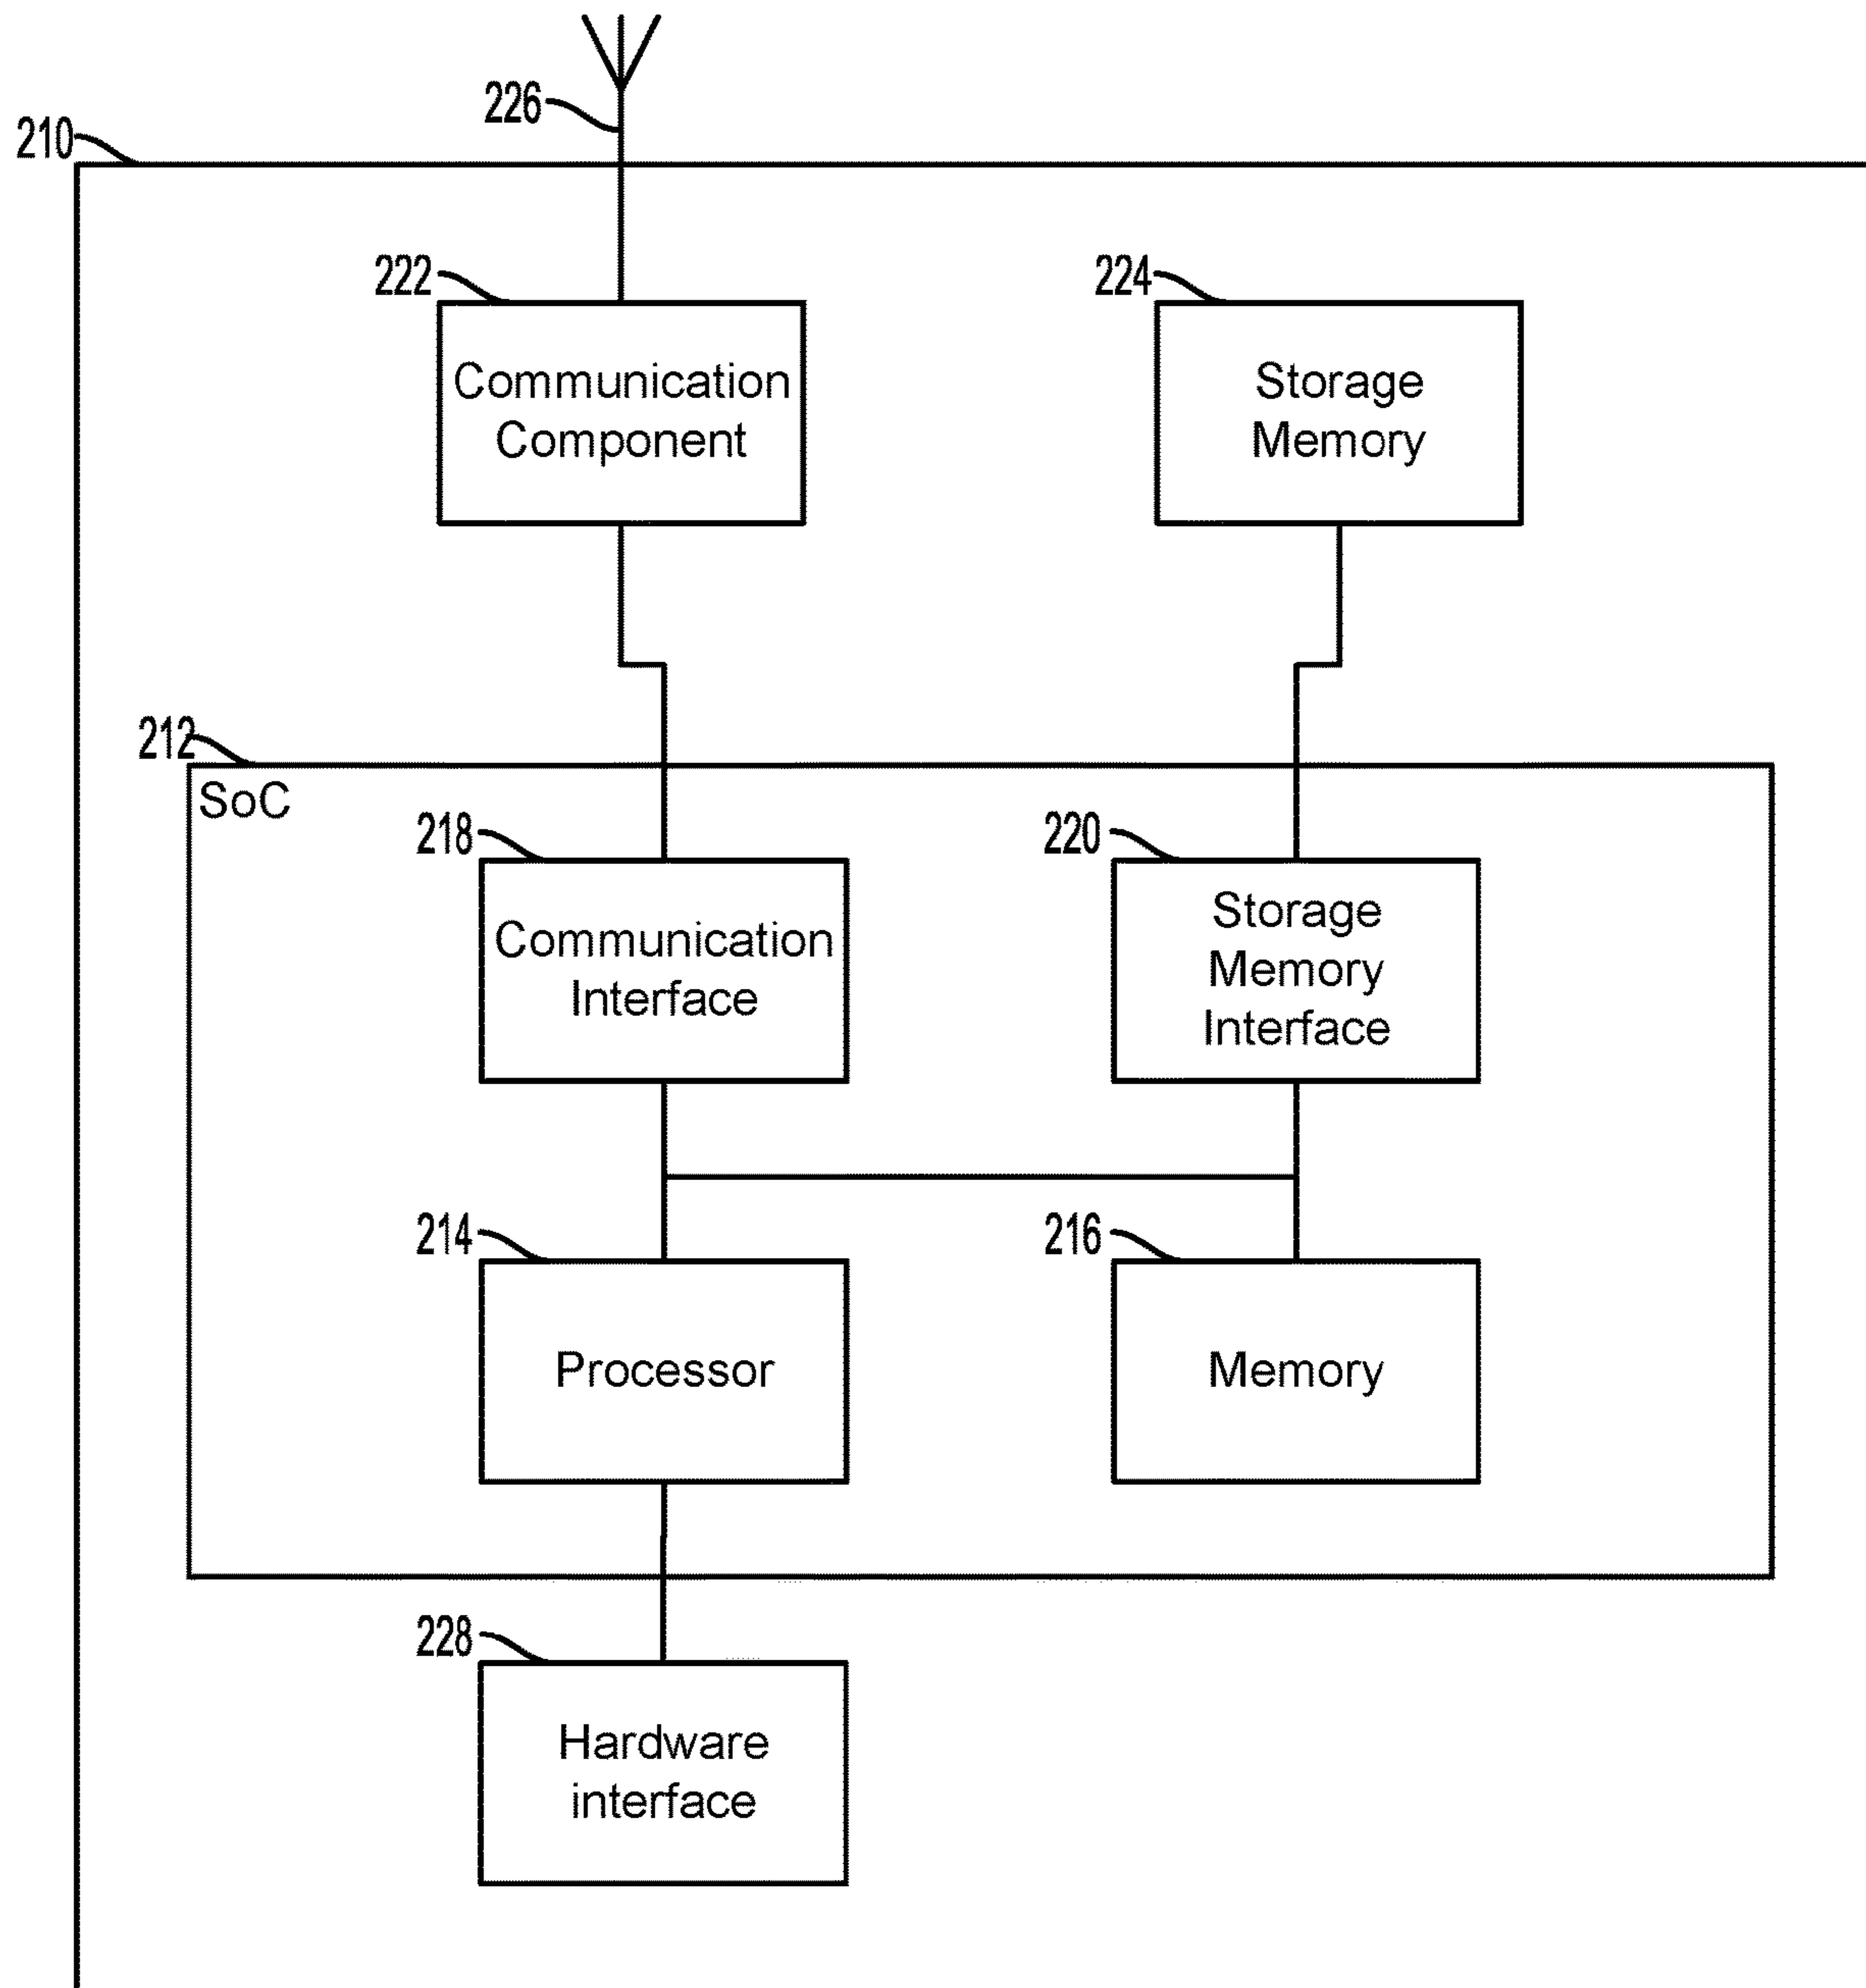 226
210
222
224
Communication
Component
Storage
Memory
212
SoC
218
220
Communication
Interface
Storage
Memory
Interface
214
216
Processor
Memory
228
Hardware
interface